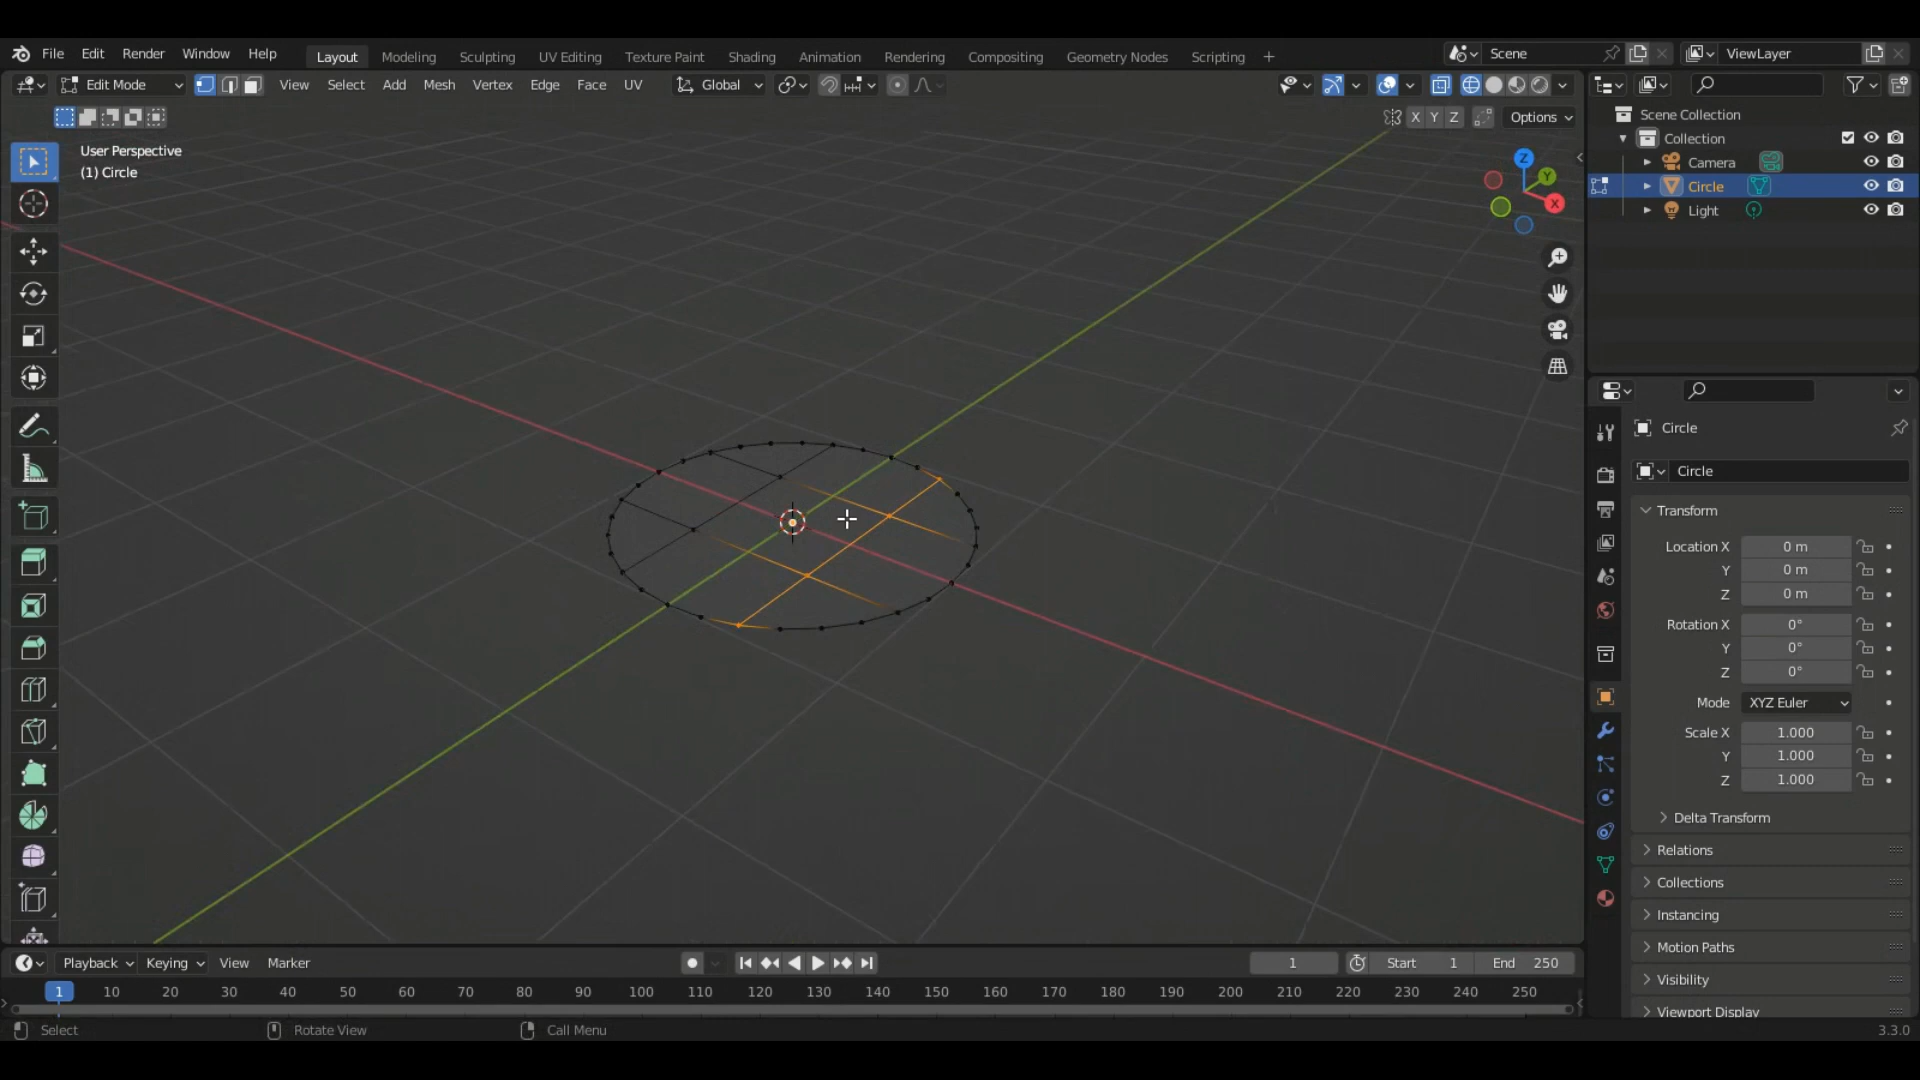 File Edit Render Window Help Layout Modeling Sculpting UV Editing Texture Paint Shading Animation Rendering Compositing Geometry Nodes Scripting + Scene ViewLayer
Edit Mode View Select Add Mesh Vertex Edge Face UV Global
X Y Z Options
User Perspective
(1) Circle
Z
Y
X
Scene Collection
Collection
Camera
Circle
Light
Circle
Circle
Transform
Location X 0 m
Y 0 m
Z 0 m
Rotation X 0°
Y 0°
Z 0°
Mode XYZ Euler
Scale X 1.000
Y 1.000
Z 1.000
Delta Transform
Relations
Collections
Instancing
Motion Paths
Visibility
Viewport Display
Playback Keying View Marker 1 Start 1 End 250
1 10 20 30 40 50 60 70 80 90 100 110 120 130 140 150 160 170 180 190 200 210 220 230 240 250
Select Rotate View Call Menu 3.3.0